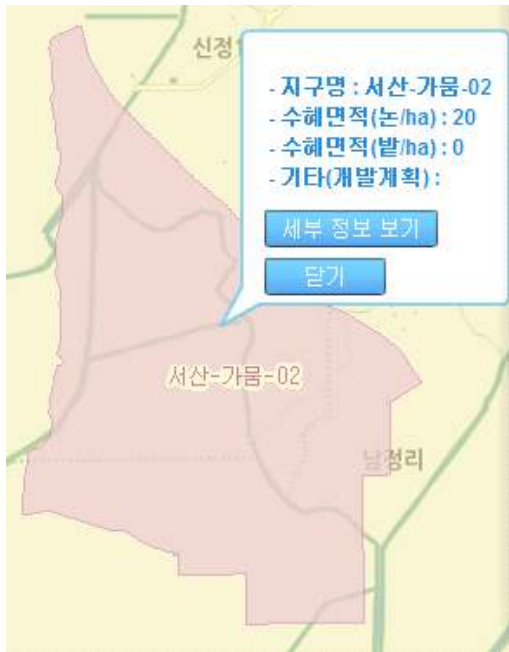 신정
- 지구명 : 서산-가뭄-02
- 수혜면적(논/ha) : 20
- 수혜면적(밭/ha) : 0
- 기타(개발계획) :
세부 정보 보기
닫기
서산-가뭄-02
남정리